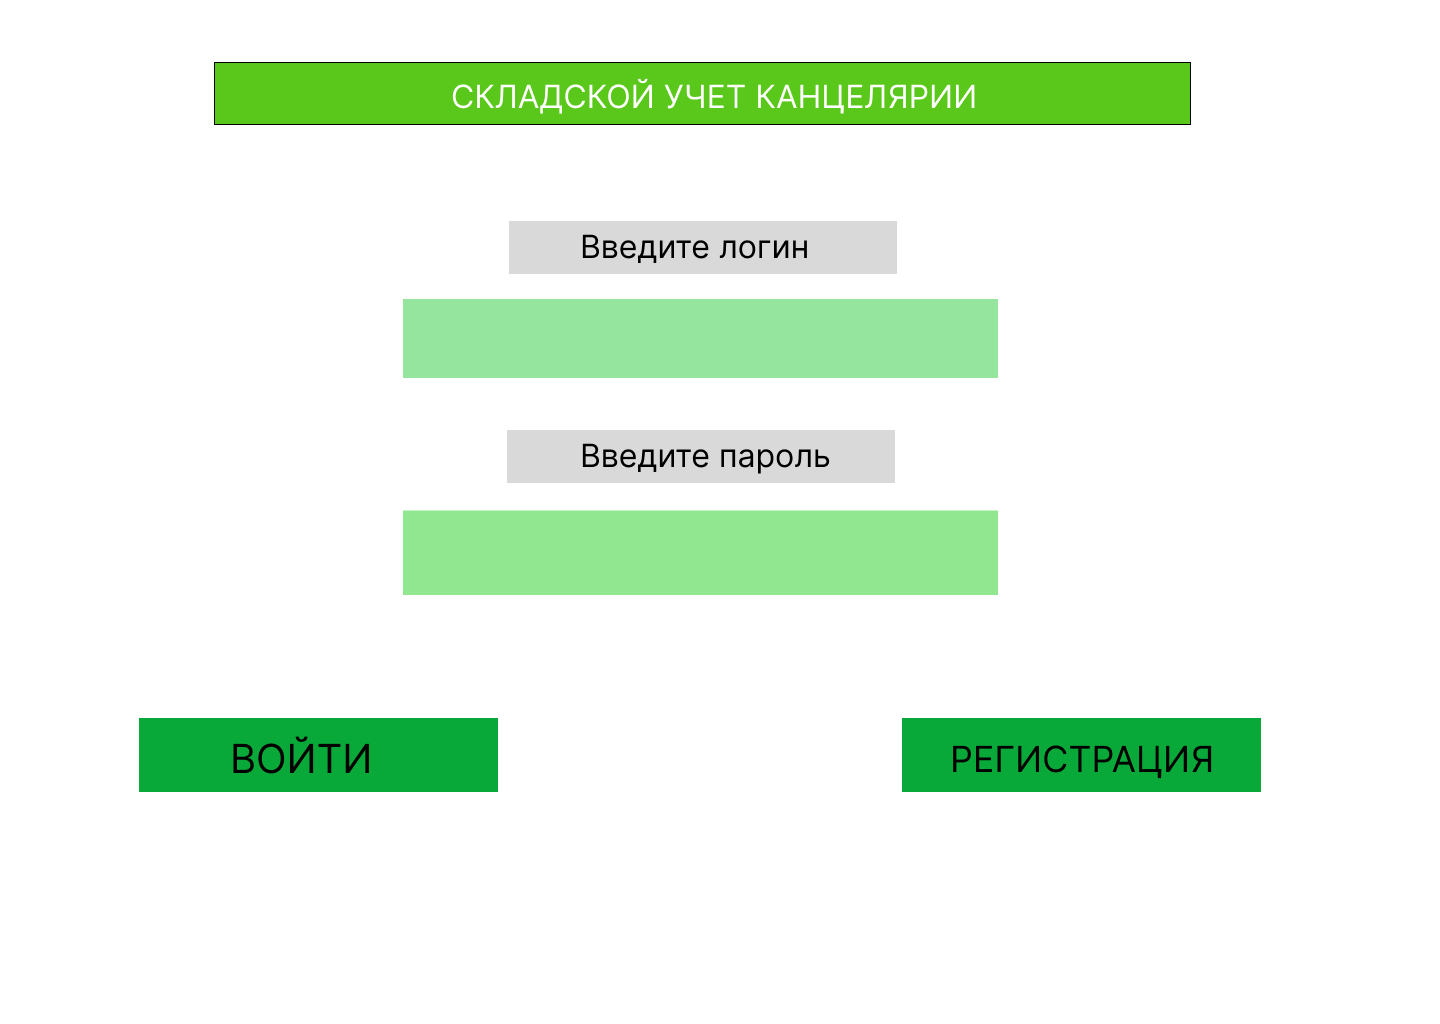 СКЛАДСКОЙ УЧЕТ КАНЦЕЛЯРИИ
Введите логин
Введите пароль
ВОЙТИ
РЕГИСТРАЦИЯ